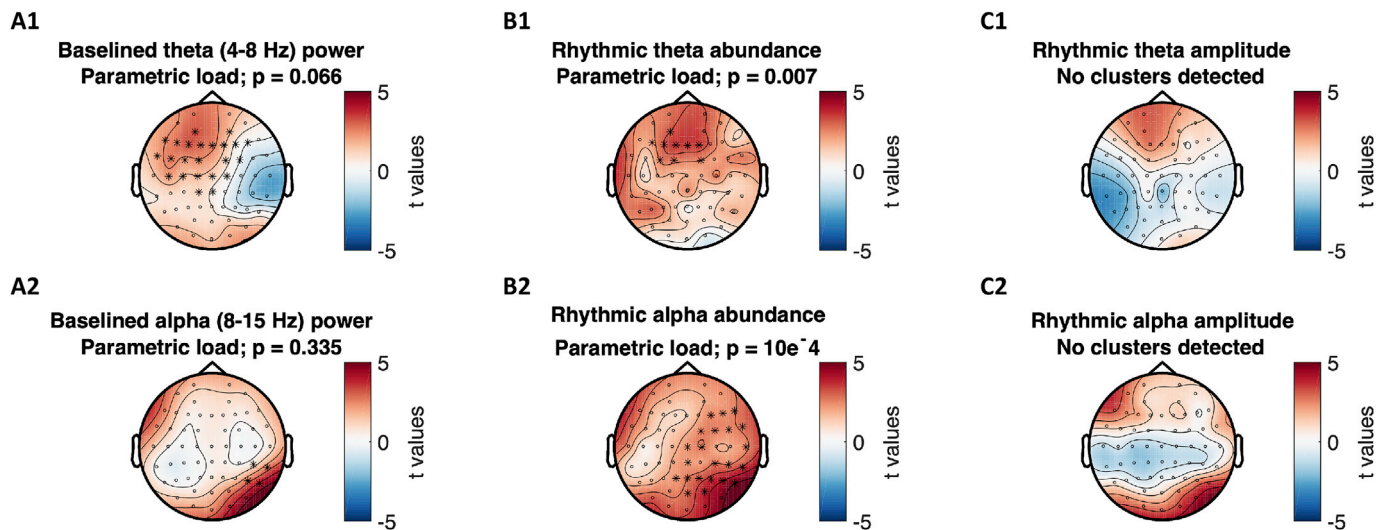 A1
Baselined theta (4-8 Hz) power
Parametric load; p = 0.066
5
0
-5
t values
B1
Rhythmic theta abundance
Parametric load; p = 0.007
5
0
-5
t values
C1
Rhythmic theta amplitude
No clusters detected
5
0
-5
t values
A2
Baselined alpha (8-15 Hz) power
Parametric load; p = 0.335
5
0
-5
t values
B2
Rhythmic alpha abundance
Parametric load; p = 10e⁻4
5
0
-5
t values
C2
Rhythmic alpha amplitude
No clusters detected
5
0
-5
t values